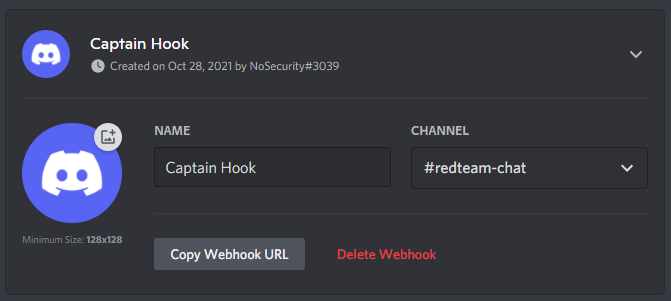 Captain Hook
Created on Oct 28, 2021 by NoSecurity#3039
NAME
CHANNEL
Captain Hook
#redteam-chat
Minimum Size: 128x128
Copy Webhook URL
Delete Webhook